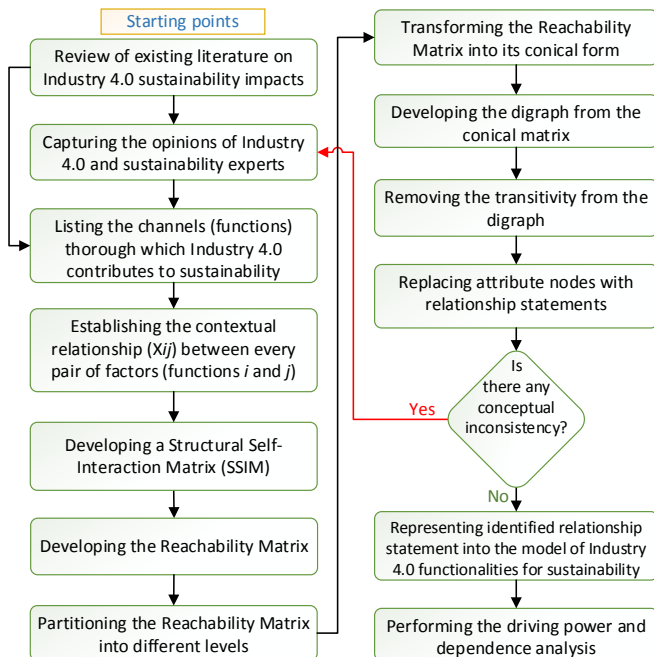 Starting points
Review of existing literature on
Industry 4.0 sustainability impacts
Capturing the opinions of Industry
4.0 and sustainability experts
Listing the channels (functions)
thorough which Industry 4.0
contributes to sustainability
Establishing the contextual
relationship (Xij) between every
pair of factors (functions i and j)
Developing a Structural Self-
Interaction Matrix (SSIM)
Developing the Reachability Matrix
Partitioning the Reachability Matrix
into different levels
Transforming the Reachability
Matrix into its conical form
Developing the digraph from the
conical matrix
Removing the transitivity from the
digraph
Replacing attribute nodes with
relationship statements
Is
there any
conceptual
inconsistency?
Yes
No
Representing identified relationship
statement into the model of Industry
4.0 functionalities for sustainability
Performing the driving power and
dependence analysis